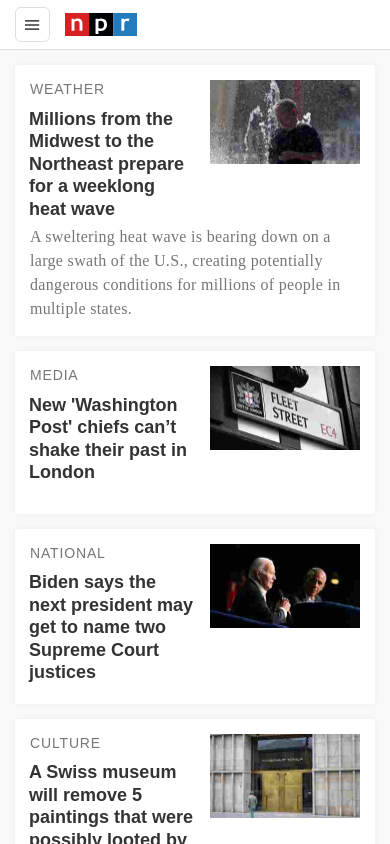 npr
WEATHER
Millions from the
Midwest to the
Northeast prepare
for a weeklong
heat wave
A sweltering heat wave is bearing down on a
large swath of the U.S., creating potentially
dangerous conditions for millions of people in
multiple states.
MEDIA
New 'Washington
Post' chiefs can’t
shake their past in
London
FLEET
STREET
EC4
NATIONAL
Biden says the
next president may
get to name two
Supreme Court
justices
CULTURE
A Swiss museum
will remove 5
paintings that were
possibly looted by